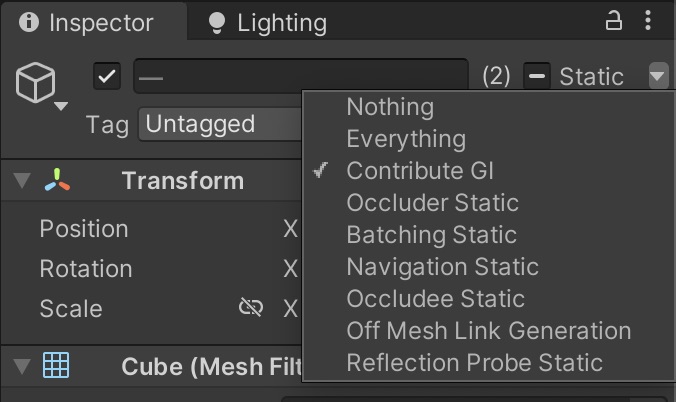 Inspector
Lighting
— (2) Static
Tag Untagged
Nothing
Everything
Contribute GI
Transform
Occluder Static
Position X
Batching Static
Rotation X
Navigation Static
Scale X
Occludee Static
Off Mesh Link Generation
Cube (Mesh Filt
Reflection Probe Static